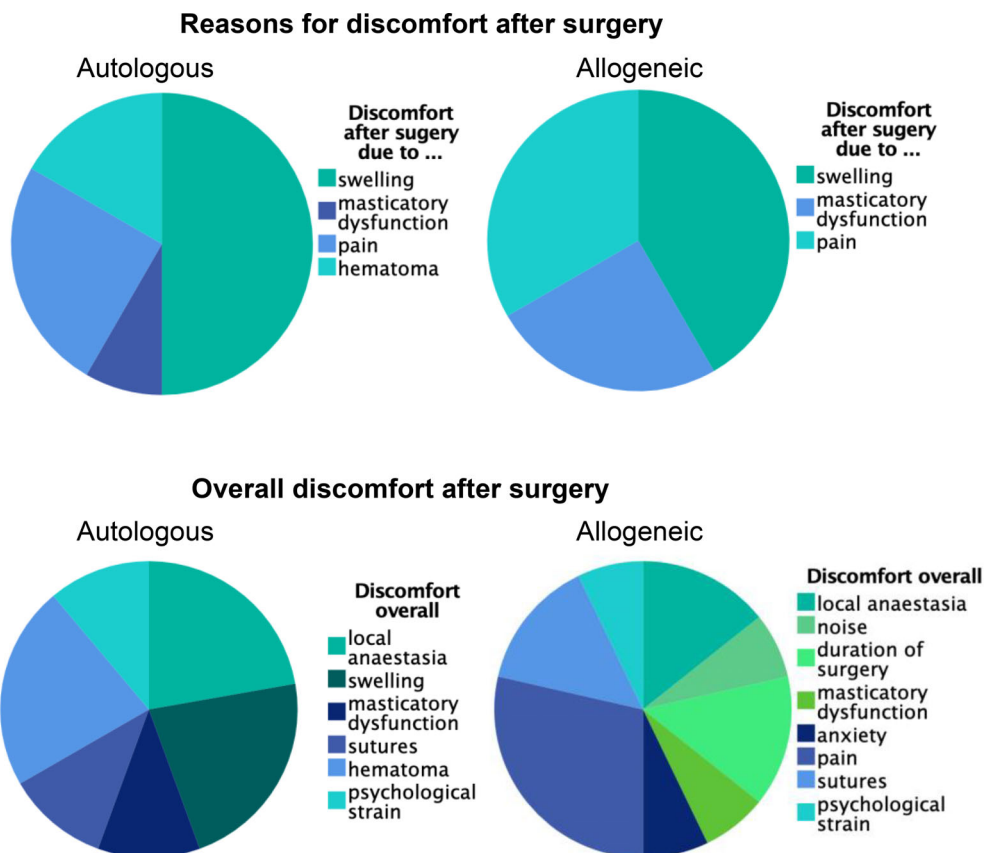 Reasons for discomfort after surgery
Autologous
Discomfort
after sugery
due to ...
swelling
masticatory
dysfunction
pain
hematoma
Allogeneic
Discomfort
after sugery
due to ...
swelling
masticatory
dysfunction
pain
Overall discomfort after surgery
Autologous
Discomfort
overall
local
anaestasia
swelling
masticatory
dysfunction
sutures
hematoma
psychological
strain
Allogeneic
Discomfort overall
local anaestasia
noise
duration of
surgery
masticatory
dysfunction
anxiety
pain
sutures
psychological
strain